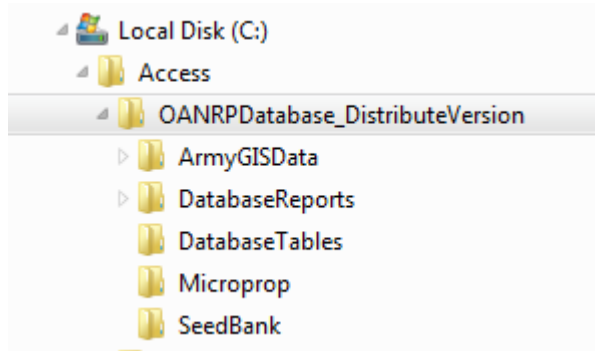 Local Disk (C:)
Access
OANRPDatabase_DistributeVersion
ArmyGISData
DatabaseReports
DatabaseTables
Microprop
SeedBank